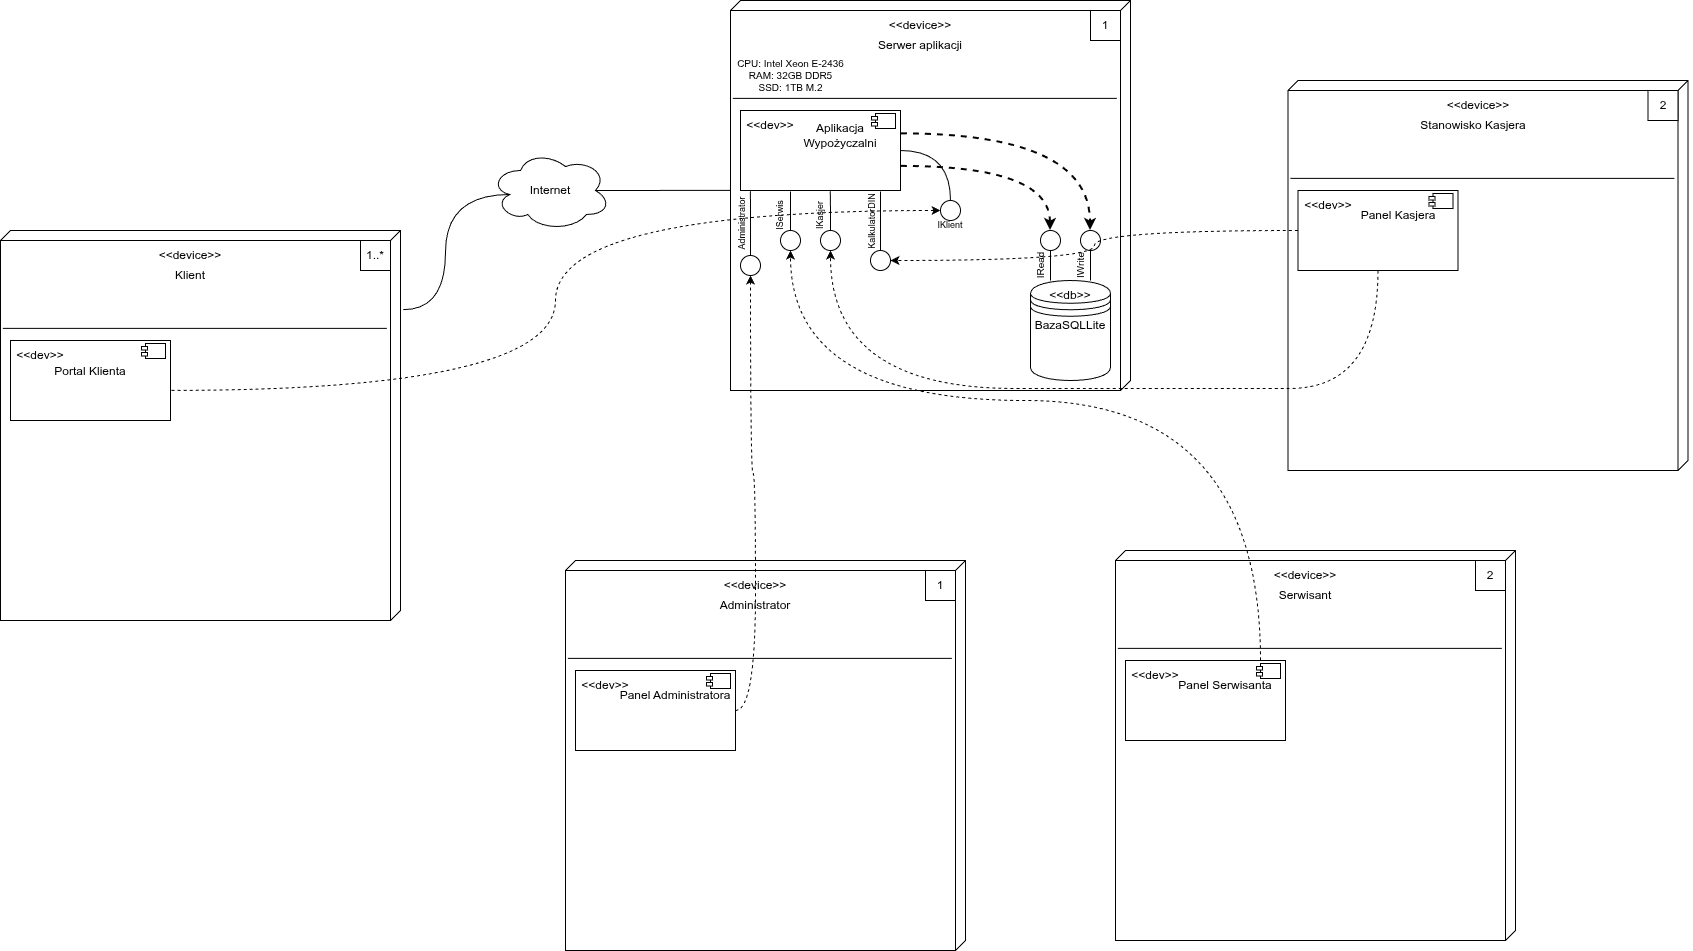 <<device>>
Serwer aplikacji
1
CPU: Intel Xeon E-2436
RAM: 32GB DDR5
SSD: 1TB M.2
<<dev>>
Aplikacja
Wypożyczalni
Administrator
ISerwis
IKasjer
KalkulatorDIN
IKlient
IRead
IWrite
<<db>>
BazaSQLLite
Internet
<<device>>
Stanowisko Kasjera
2
<<dev>>
Panel Kasjera
<<device>>
Klient
1..*
<<dev>>
Portal Klienta
<<device>>
Administrator
1
<<dev>>
Panel Administratora
<<device>>
Serwisant
2
<<dev>>
Panel Serwisanta